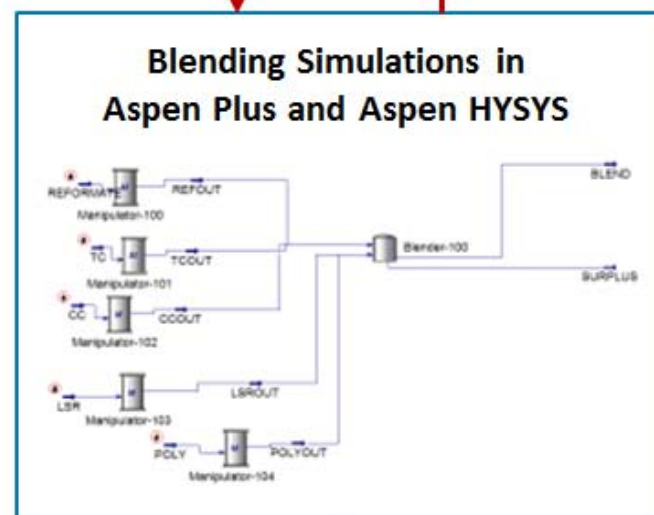 Blending Simulations in
Aspen Plus and Aspen HYSYS
REFORMATE
REFOUT
Manipulator-100
BLEND
TC
TCOUT
Blender-100
Manipulator-101
SURPLUS
CC
CCOUT
Manipulator-102
LSR
LSROUT
Manipulator-103
POLY
POLYOUT
Manipulator-104